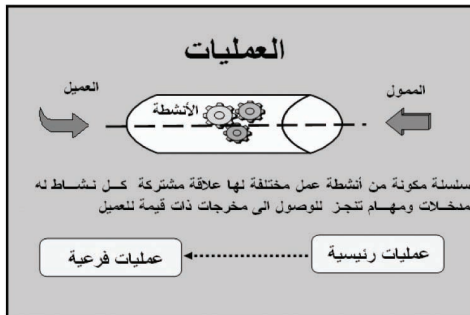 العمليات
الممول
العميل
الأنشطة
سلسلة مكونة من أنشطة عمل مختلفة لها علاقة مشتركة كل نشاط له
مدخلات ومهام تنجز للوصول الى مخرجات ذات قيمة للعميل
عمليات رئيسية
عمليات فرعية